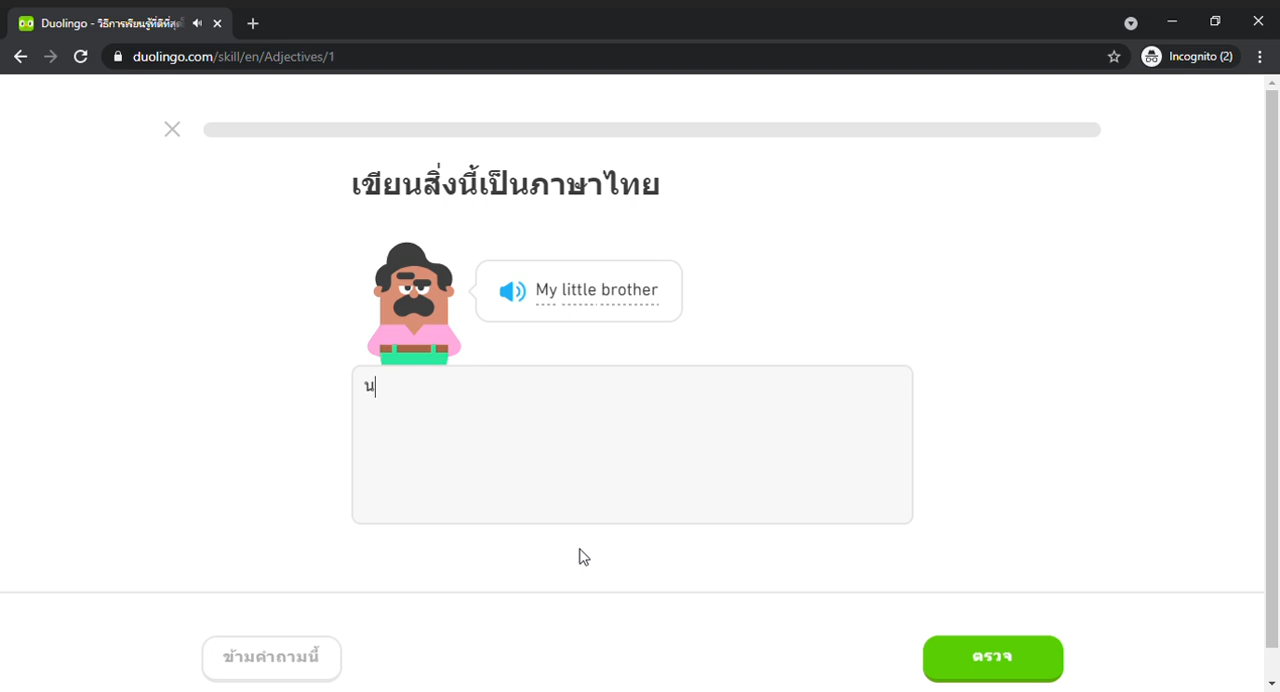 Duolingo - วิธีการเรียนรู้ที่ดีที่สุด
duolingo.com/skill/en/Adjectives/1
Incognito (2)
เขียนสิ่งนี้เป็นภาษาไทย
My little brother
น
ข้ามคำถามนี้
ตรวจ